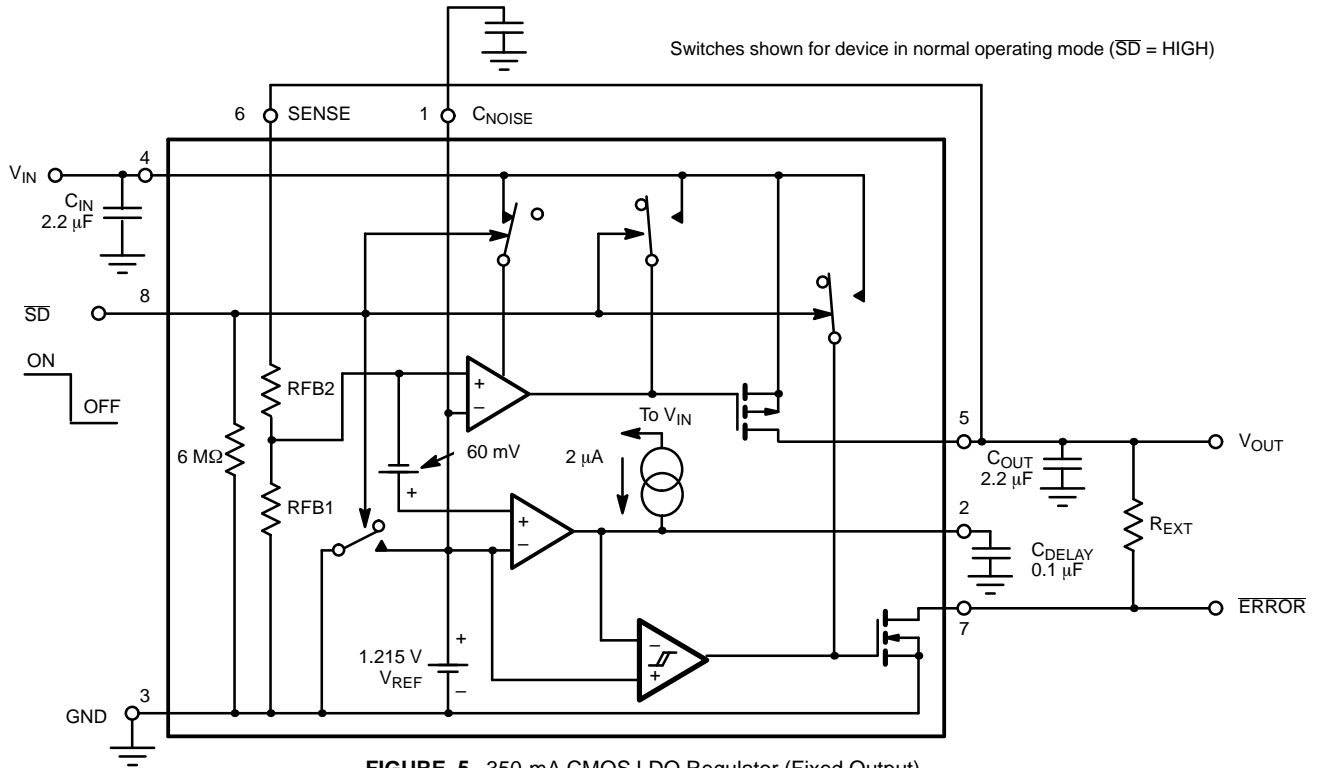 Switches shown for device in normal operating mode (SD = HIGH)
6 SENSE
1 CNOISE
4
VIN
CIN
2.2 μF
8
SD
ON
OFF
RFB2
+
–
To VIN
5
VOUT
6 MΩ
60 mV
2 μA
COUT
2.2 μF
+
RFB1
+
–
2
REXT
CDELAY
0.1 μF
ERROR
7
+
1.215 V
VREF
–
–
+
3
GND
FIGURE 5. 350-mA CMOS LDO Regulator (Fixed Output)